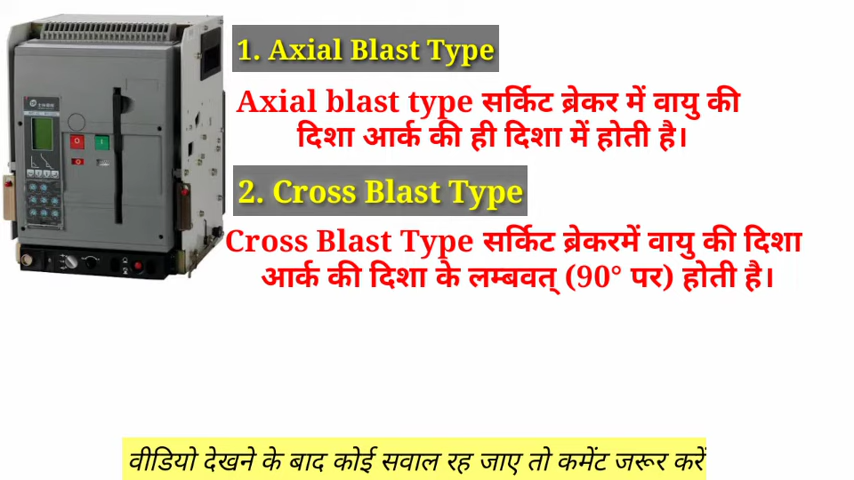 1. Axial Blast Type
Axial blast type सर्किट ब्रेकर में वायु की
दिशा आर्क की ही दिशा में होती है।
2. Cross Blast Type
Cross Blast Type सर्किट ब्रेकरमें वायु की दिशा
आर्क की दिशा के लम्बवत् (90° पर) होती है।
वीडियो देखने के बाद कोई सवाल रह जाए तो कमेंट जरूर करें